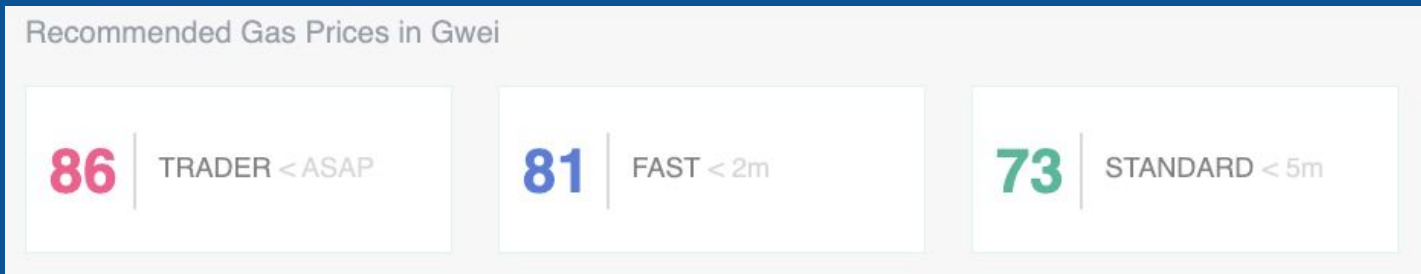 Recommended Gas Prices in Gwei
86 | TRADER < ASAP
81 | FAST < 2m
73 | STANDARD < 5m